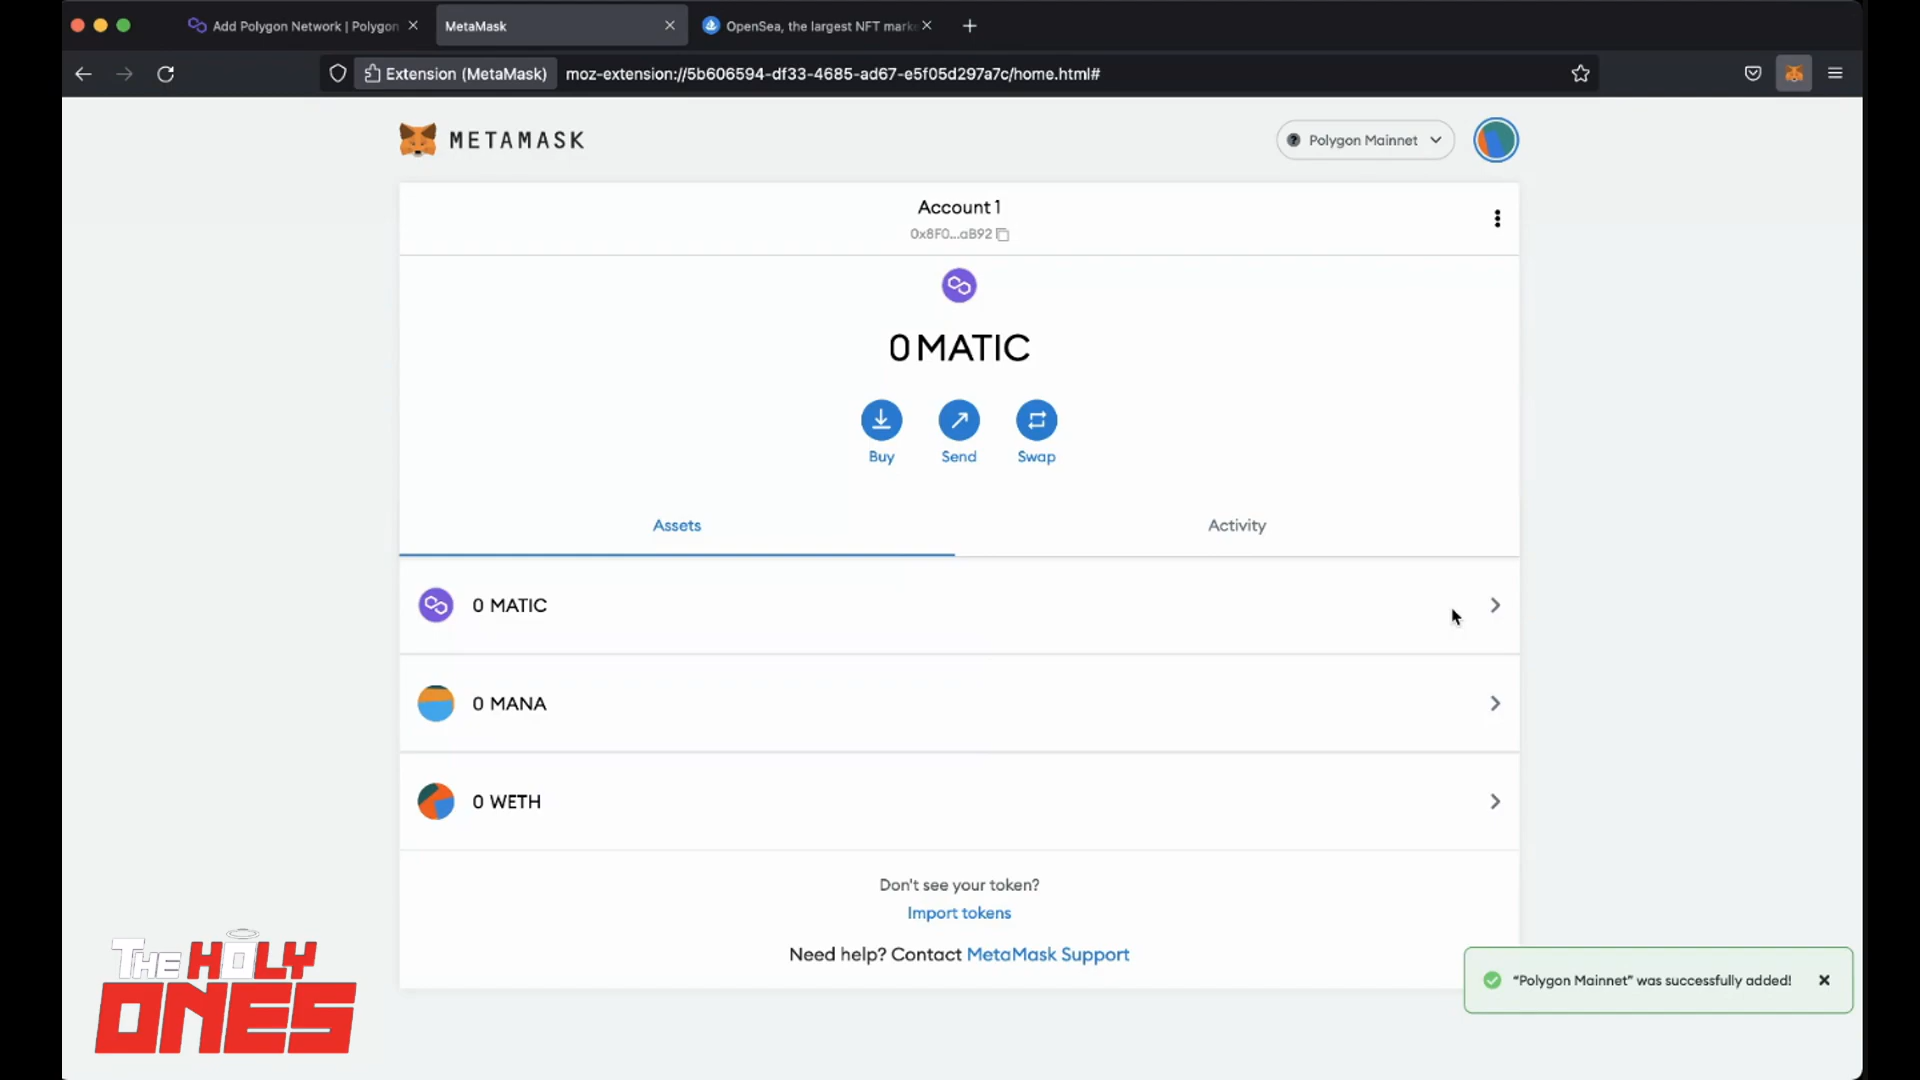 Add Polygon Network | Polygon
MetaMask
OpenSea, the largest NFT marke
Extension (MetaMask)
moz-extension://5b606594-df33-4685-ad67-e5f05d297a7c/home.html#
METAMASK
Polygon Mainnet
Account 1
0x8F0...aB92
0 MATIC
Buy
Send
Swap
Assets
Activity
0 MATIC
0 MANA
0 WETH
Don't see your token?
Import tokens
Need help? Contact MetaMask Support
“Polygon Mainnet” was successfully added!
THE HOLY
ONES